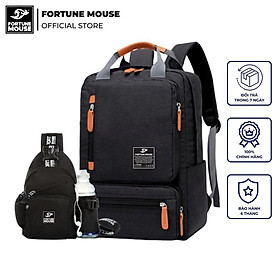 FORTUNE MOUSE
FORTUNE MOUSE
OFFICIAL STORE
ĐỔI TRẢ
TRONG 7 NGÀY
100%
CHÍNH HÃNG
BẢO HÀNH
6 THÁNG